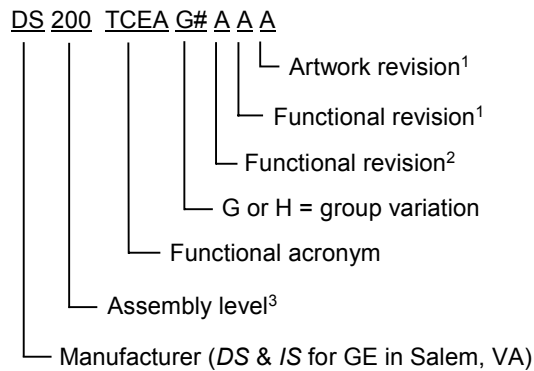 DS 200 TCEA G# A A A
Artwork revision¹
Functional revision¹
Functional revision²
G or H = group variation
Functional acronym
Assembly level³
Manufacturer (DS & IS for GE in Salem, VA)